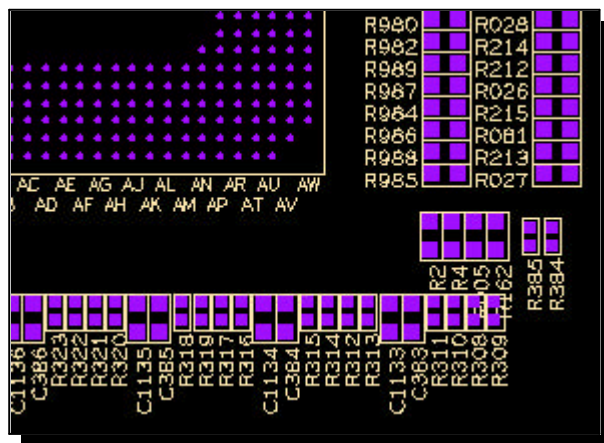 R980 R028
R982 R214
R989 R212
R987 R026
R984 R215
R986 R081
R988 R213
R985 R027
AC AE AG AJ AL AN AR AU AW
AD AF AH AK AM AP AT AV
R2
R4
R385
R384
C1136
C386
R323
R322
R321
R320
C1135
C385
R318
R319
R317
R316
C1134
C384
R315
R314
R312
R313
C1133
C383
R311
R310
R308
R309